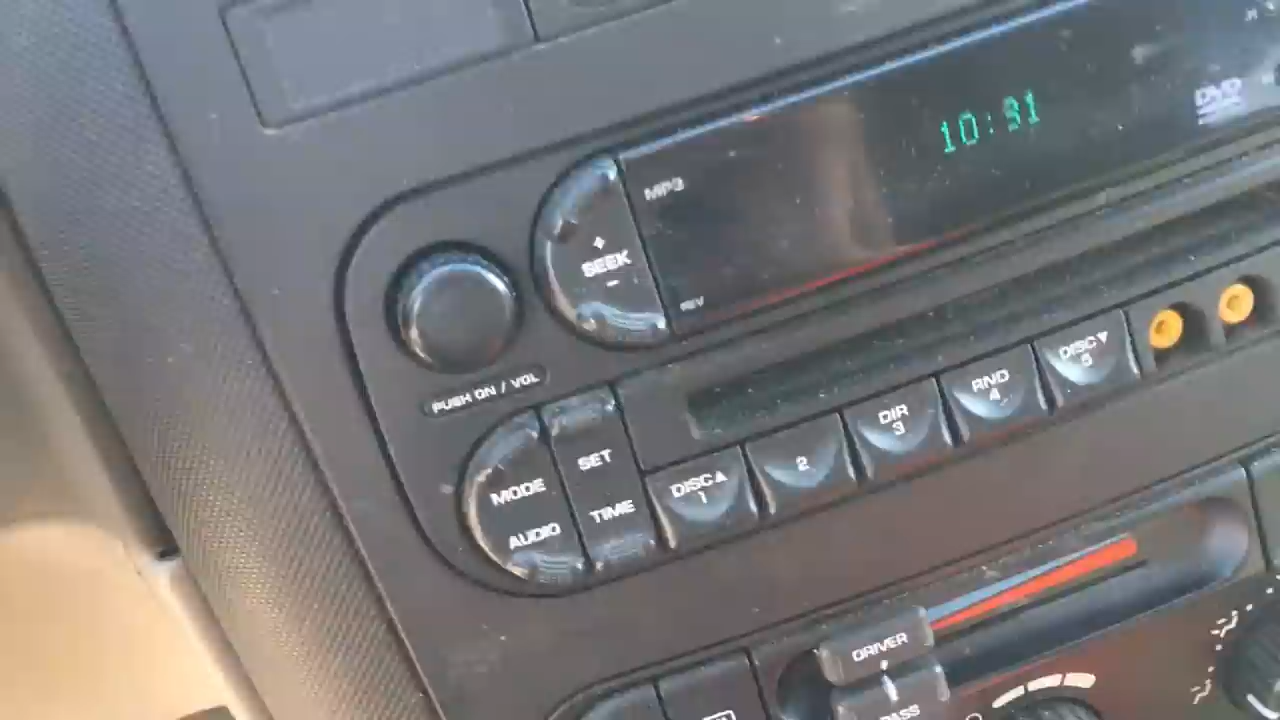 10:31
DVD
MP3
+
SEEK
-
REV
PUSH ON / VOL
SET
MODE
TIME
AUDIO
DISC▲
1
2
DIR
3
RND
4
DISC▼
5
DRIVER
PASS